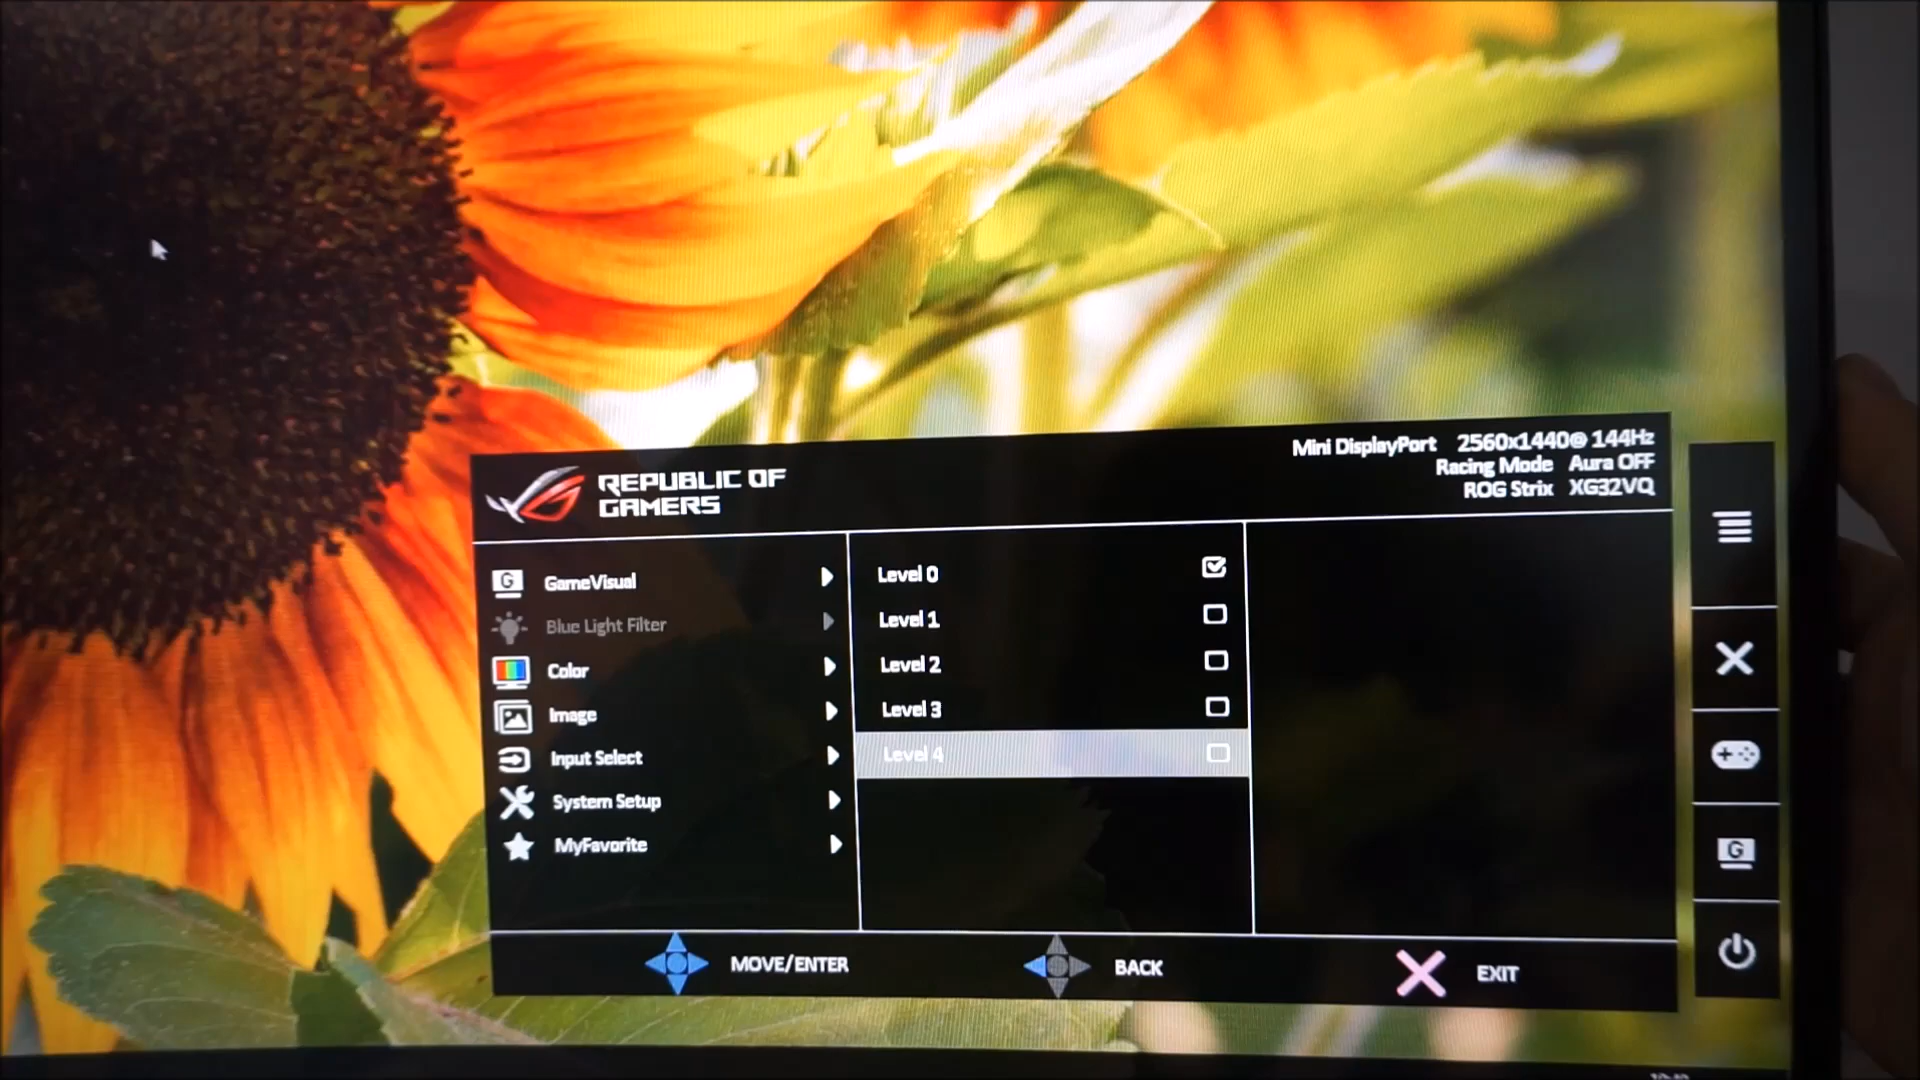 REPUBLIC OF
GAMERS
Mini DisplayPort 2560x1440@ 144Hz
Racing Mode Aura OFF
ROG Strix XG32VQ
G GameVisual
Blue Light Filter
Color
Image
Input Select
System Setup
MyFavorite
Level 0
Level 1
Level 2
Level 3
Level 4
G
MOVE/ENTER
BACK
EXIT